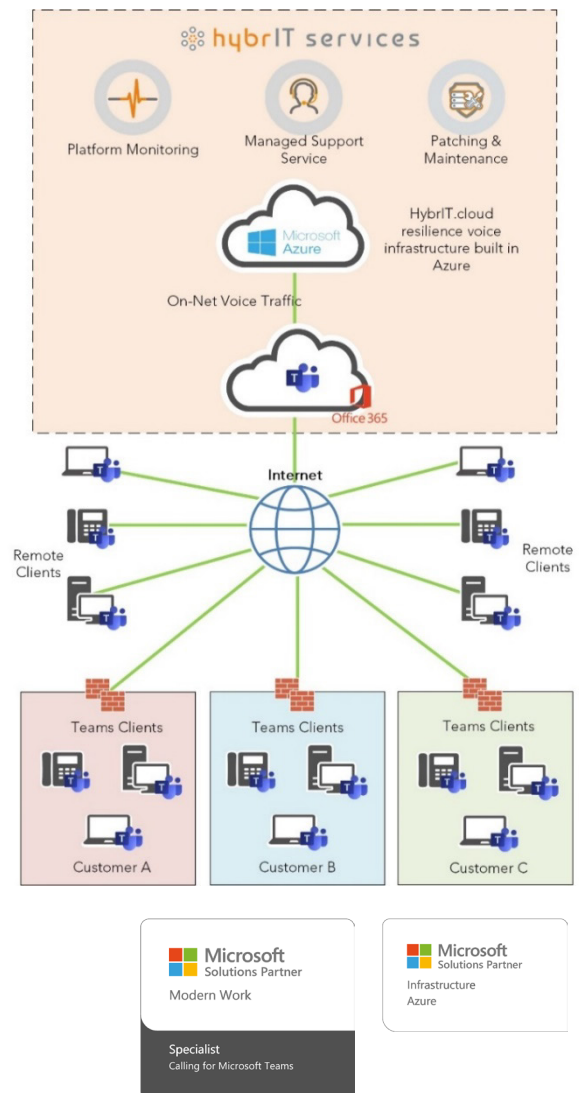 hybrIT services
Platform Monitoring
Managed Support
Service
Patching &
Maintenance
Microsoft
Azure
HybrIT.cloud
resilience voice
infrastructure built in
Azure
On-Net Voice Traffic
T
Office 365
Internet
T
T
T
T
Remote
Clients
Remote
Clients
T
T
Teams Clients
Teams Clients
Teams Clients
T
T
T
T
T
T
T
T
T
Customer A
Customer B
Customer C
Microsoft
Solutions Partner
Modern Work
Specialist
Calling for Microsoft Teams
Microsoft
Solutions Partner
Infrastructure
Azure